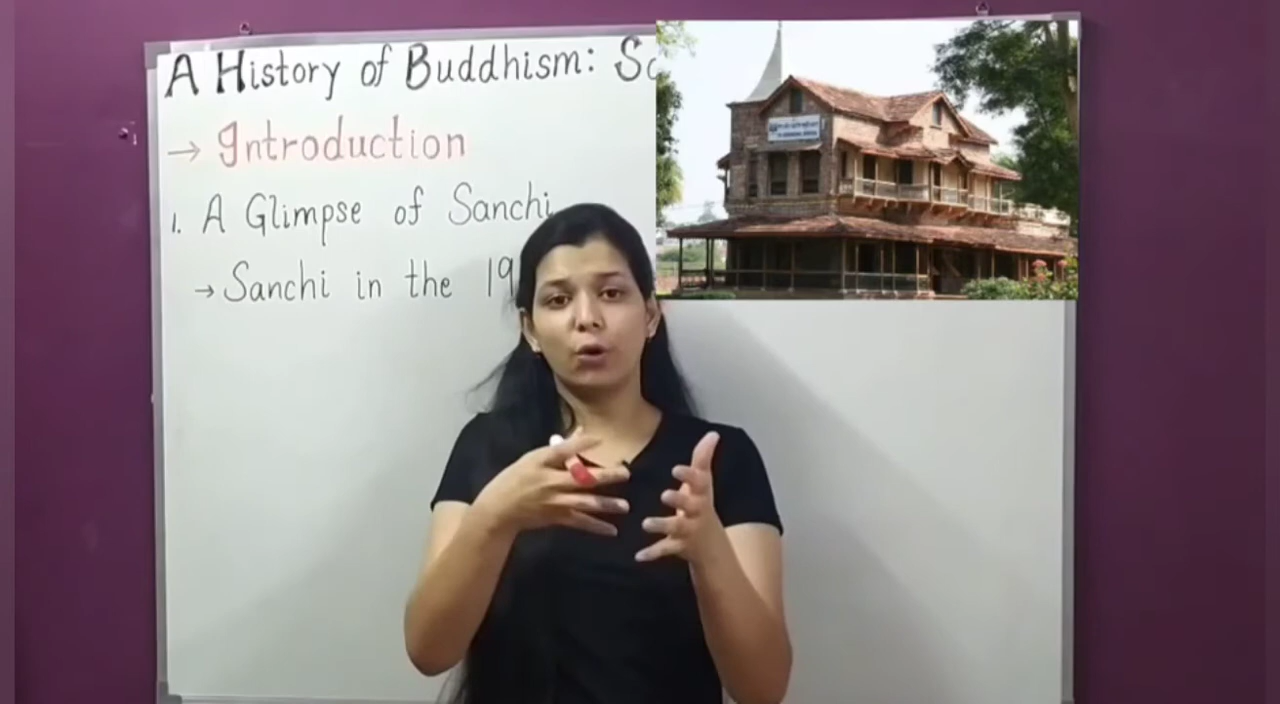 A History of Buddhism: Sa
→ Introduction
1. A Glimpse of Sanchi
→ Sanchi in the 19